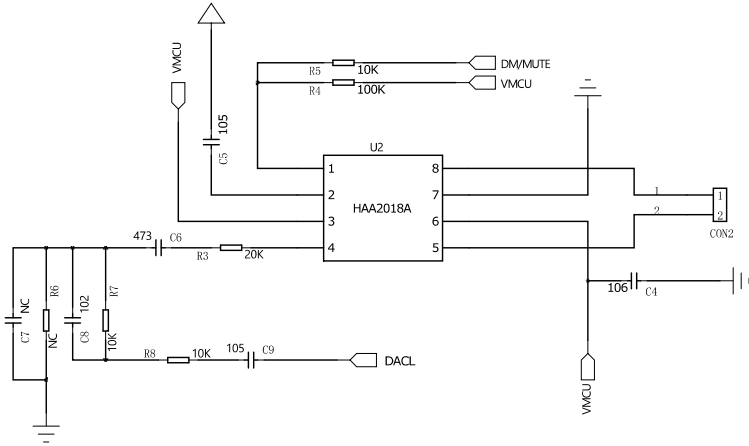 VMCU
R5
10K
DM/MUTE
R4
100K
VMCU
105
C5
U2
HAA2018A
1
2
3
4
8
7
6
5
1
2
1
2
CON2
473
C6
R3
20K
106
C4
NC
C7
R6
NC
102
C8
R7
10K
R8
10K
105
C9
DACL
VMCU